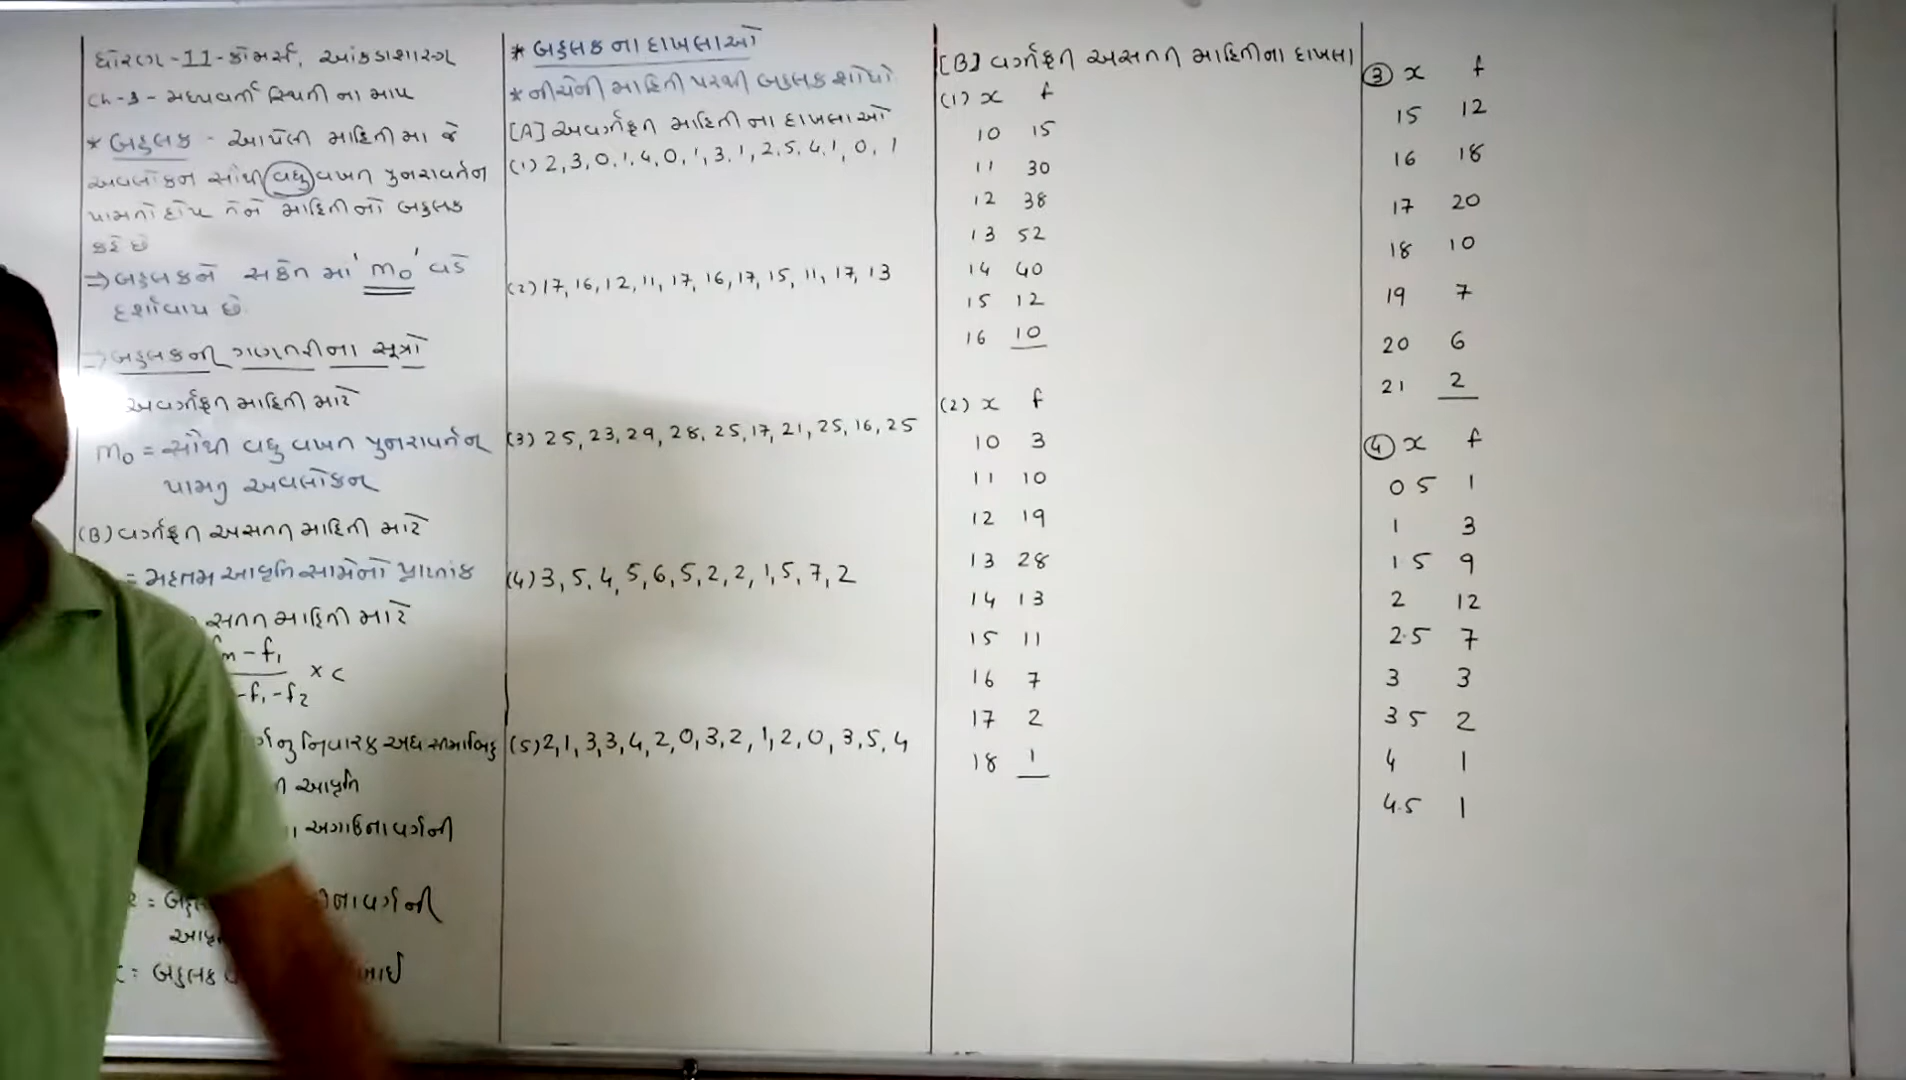 ધોરણ-11-કોમર્સ, આંકડાશાસ્ત્ર
Ch-3 - મધ્યવર્તી સ્થિતી ના માપ
* બહુલક - આપેલી માહિતી મા જે
અવલોકન સૌથી વધુ વખત પુનરાવર્તન
પામતો હોય તેને માહિતીનો બહુલક
કહે છે
⇒ બહુલકને સંકેત માં 'm₀' વડે
દર્શાવાય છે.
⇒ બહુલકની ગણતરીના સૂત્રો
અવર્ગીકૃત માહિતી માટે
m₀ = સૌથી વધુ વખત પુનરાવર્તન
પામતુ અવલોકન
(B) વર્ગીકૃત અસતત માહિતી માટે
= મહત્તમ આવૃત્તિ સામેનો પ્રાપ્તાંક
સતત માહિતી માટે
m - f₁
- f₁ - f₂ × c
નિવારક અધઃસીમાબિંદુ
આવૃત્તિ
અગાઉના વર્ગની
ના વર્ગ ની
c = બહુલક
* બહુલક ના દાખલાઓ
* નીચેની માહિતી પરથી બહુલક શોધો
[A] અવર્ગીકૃત માહિતી ના દાખલાઓ
(1) 2, 3, 0, 1, 4, 0, 1, 3, 1, 2, 5, 4, 1, 0, 1
(2) 17, 16, 12, 11, 17, 16, 17, 15, 11, 17, 13
(3) 25, 23, 29, 28, 25, 17, 21, 25, 16, 25
(4) 3, 5, 4, 5, 6, 5, 2, 2, 1, 5, 7, 2
(5) 2, 1, 3, 3, 4, 2, 0, 3, 2, 1, 2, 0, 3, 5, 4
[B] વર્ગીકૃત અસતત માહિતીના દાખલા
(1) x f
10 15
11 30
12 38
13 52
14 40
15 12
16 10
(2) x f
10 3
11 10
12 19
13 28
14 13
15 11
16 7
17 2
18 1
③ x f
15 12
16 18
17 20
18 10
19 7
20 6
21 2
④ x f
0 5 1
1 3
1 5 9
2 12
2.5 7
3 3
3 5 2
4 1
4.5 1